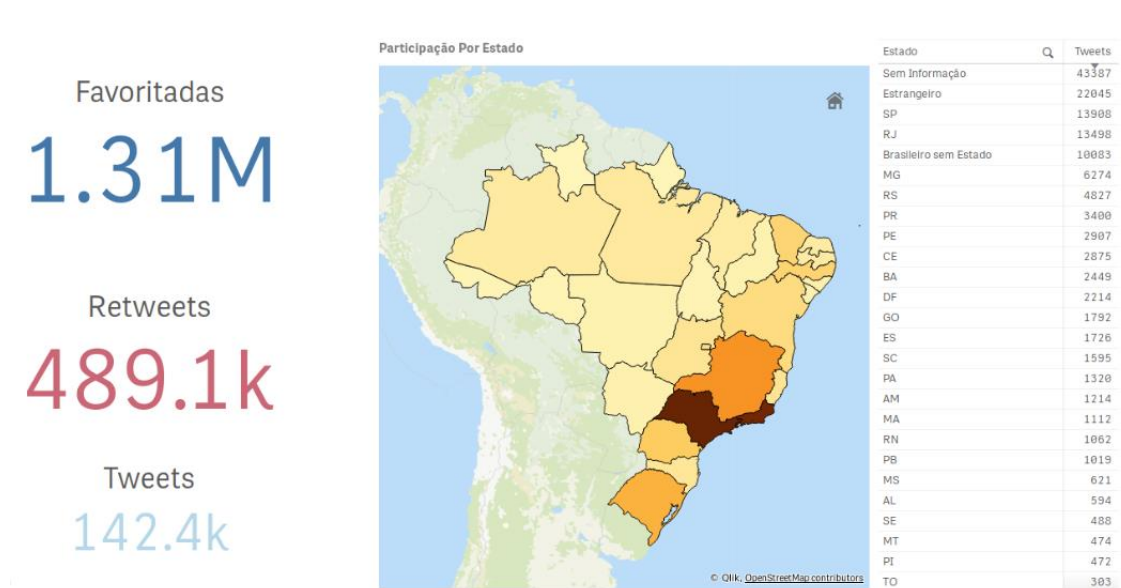 Favoritadas
1.31M
Retweets
489.1k
Tweets
142.4k
Participação Por Estado
© Qlik, OpenStreetMap contributors
Estado Tweets
Sem Informação 43387
Estrangeiro 22045
SP 13908
RJ 13498
Brasileiro sem Estado 10083
MG 6274
RS 4827
PR 3400
PE 2907
CE 2875
BA 2449
DF 2214
GO 1792
ES 1726
SC 1595
PA 1320
AM 1214
MA 1112
RN 1062
PB 1019
MS 621
AL 594
SE 488
MT 474
PI 472
TO 303